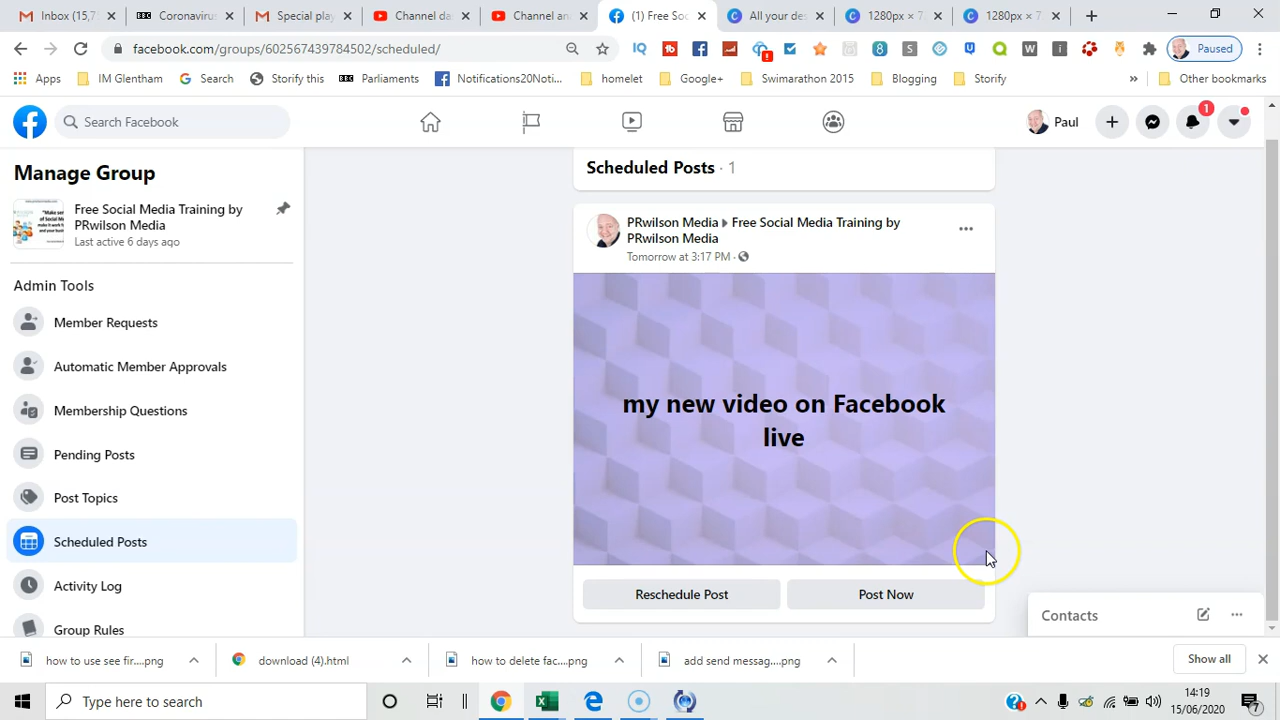 Inbox (15,7
Coronavirus
Special play
Channel da
Channel an
(1) Free Soc
All your des
1280px × 7
1280px × 7
facebook.com/groups/602567439784502/scheduled/
Paused
Apps
IM Glentham
Search
Storify this
Parliaments
Notifications20Noti...
homelet
Google+
Swimarathon 2015
Blogging
Storify
»
Other bookmarks
Search Facebook
Paul
1
Manage Group
Free Social Media Training by
PRwilson Media
Last active 6 days ago
Admin Tools
Member Requests
Automatic Member Approvals
Membership Questions
Pending Posts
Post Topics
Scheduled Posts
Activity Log
Group Rules
Scheduled Posts · 1
PRwilson Media ▸ Free Social Media Training by
PRwilson Media
Tomorrow at 3:17 PM ·
my new video on Facebook
live
Reschedule Post
Post Now
Contacts
how to use see fir....png
download (4).html
how to delete fac....png
add send messag....png
Show all
Type here to search
14:19
15/06/2020
7